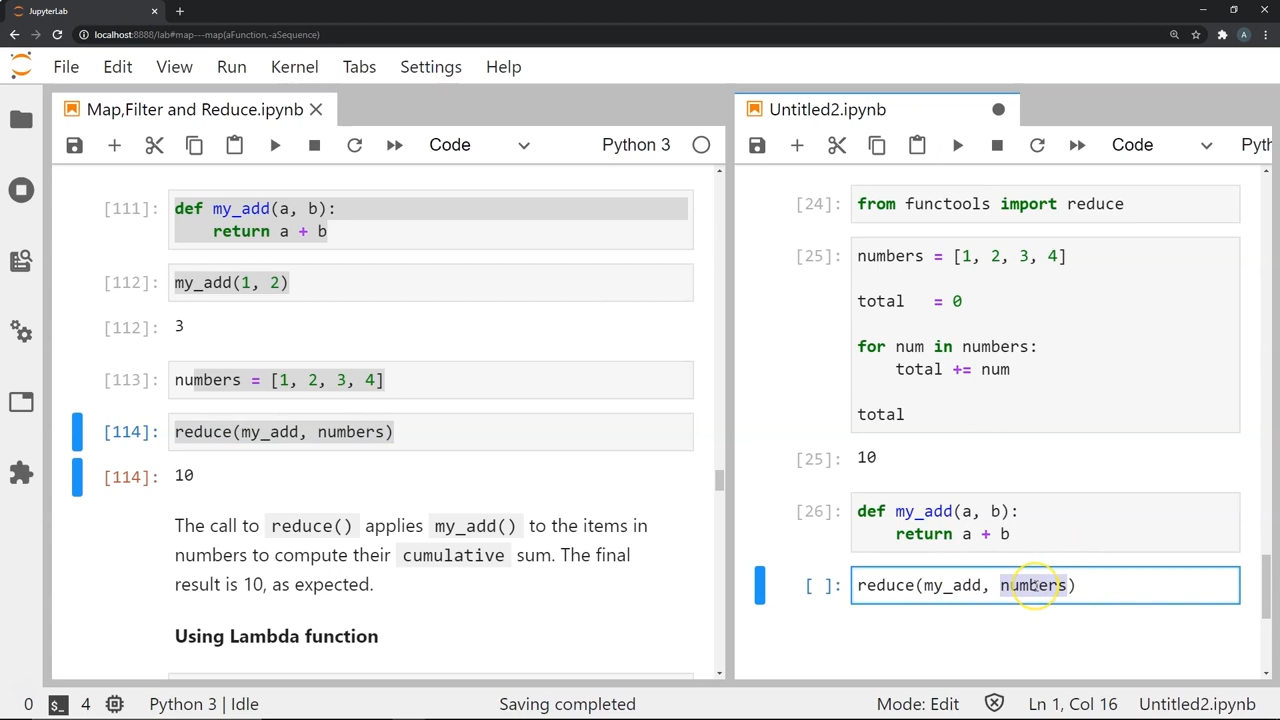 JupyterLab
localhost:8888/lab#map---map(aFunction,-aSequence)
A
File Edit View Run Kernel Tabs Settings Help
Map,Filter and Reduce.ipynb
Code
Python 3
[111]:
def my_add(a, b):
return a + b
[112]:
my_add(1, 2)
[112]:
3
[113]:
numbers = [1, 2, 3, 4]
[114]:
reduce(my_add, numbers)
[114]:
10
The call to reduce() applies my_add() to the items in
numbers to compute their cumulative sum. The final
result is 10, as expected.
Using Lambda function
Untitled2.ipynb
Code
Pyth
[24]:
from functools import reduce
[25]:
numbers = [1, 2, 3, 4]
total = 0
for num in numbers:
total += num
total
[25]:
10
[26]:
def my_add(a, b):
return a + b
[ ]:
reduce(my_add, numbers)
0 $_ 4 Python 3 | Idle Saving completed Mode: Edit Ln 1, Col 16 Untitled2.ipynb